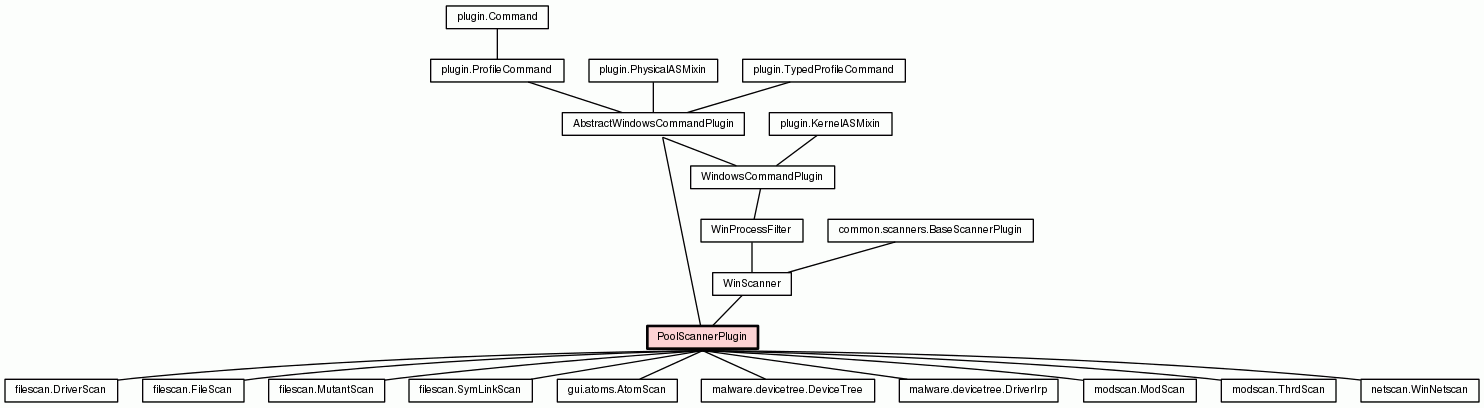 plugin.Command
plugin.ProfileCommand
plugin.PhysicalASMixin
plugin.TypedProfileCommand
AbstractWindowsCommandPlugin
plugin.KernelASMixin
WindowsCommandPlugin
WinProcessFilter
common.scanners.BaseScannerPlugin
WinScanner
PoolScannerPlugin
filescan.DriverScan
filescan.FileScan
filescan.MutantScan
filescan.SymLinkScan
gui.atoms.AtomScan
malware.devicetree.DeviceTree
malware.devicetree.DriverIrp
modscan.ModScan
modscan.ThrdScan
netscan.WinNetscan